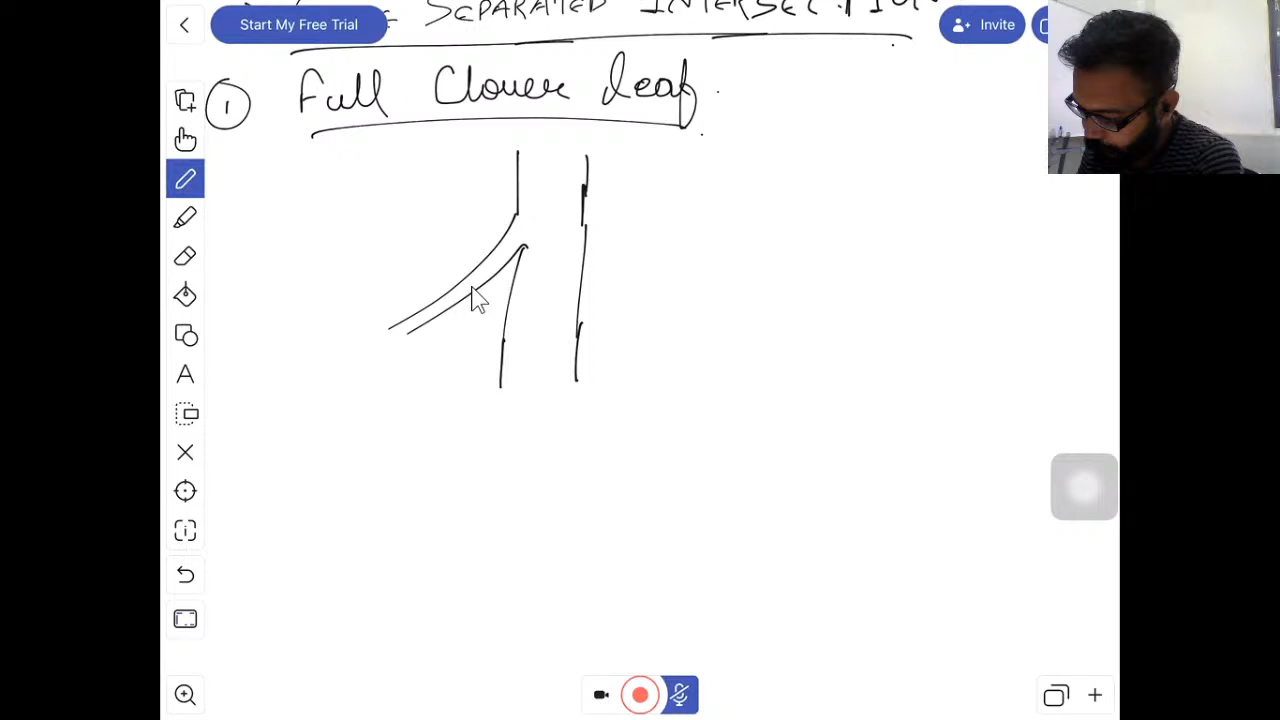 SEPARATED INTERSECTION
Start My Free Trial
Invite
1 Full Clover leaf.
A